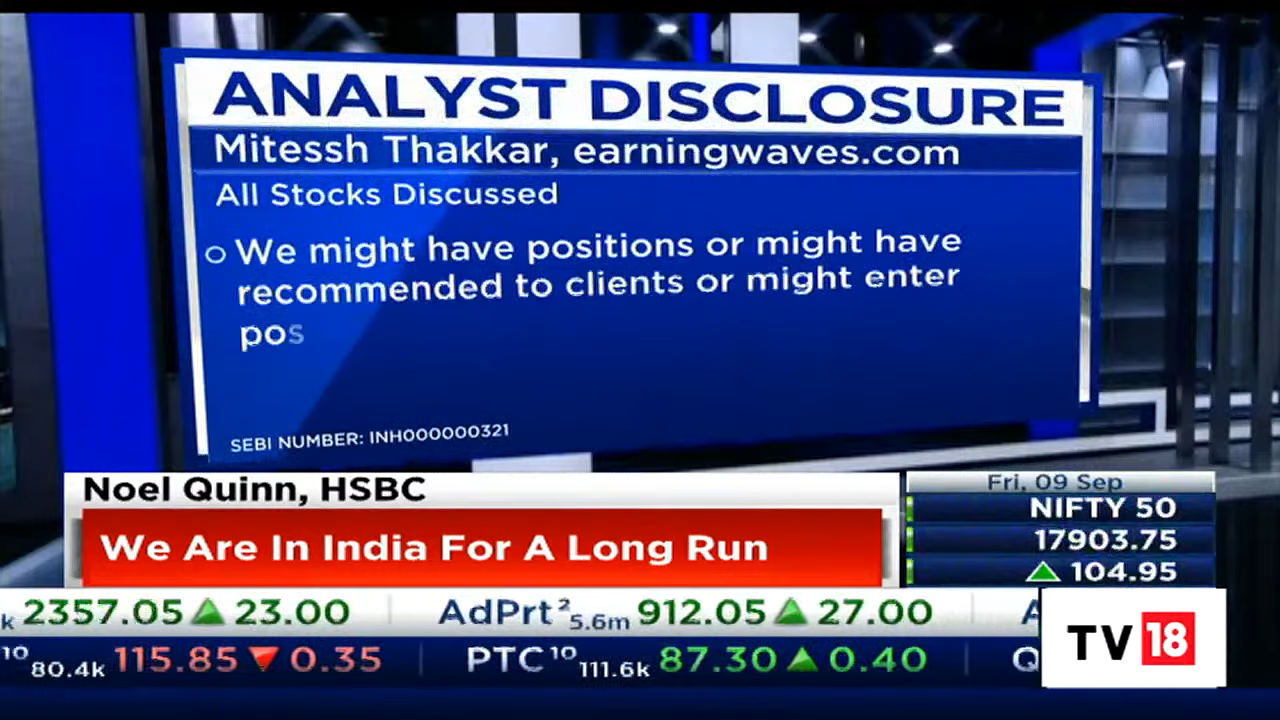 ANALYST DISCLOSURE
Mitessh Thakkar, earningwaves.com
All Stocks Discussed
We might have positions or might have
recommended to clients or might enter
pos
SEBI NUMBER: INH000000321
Noel Quinn, HSBC
We Are In India For A Long Run
Fri, 09 Sep
NIFTY 50
17903.75
▲ 104.95
k 2357.05 ▲ 23.00 AdPrt² 5.6m 912.05 ▲ 27.00 A
10 80.4k 115.85 ▼ 0.35 PTC¹⁰ 111.6k 87.30 ▲ 0.40 Q
TV18